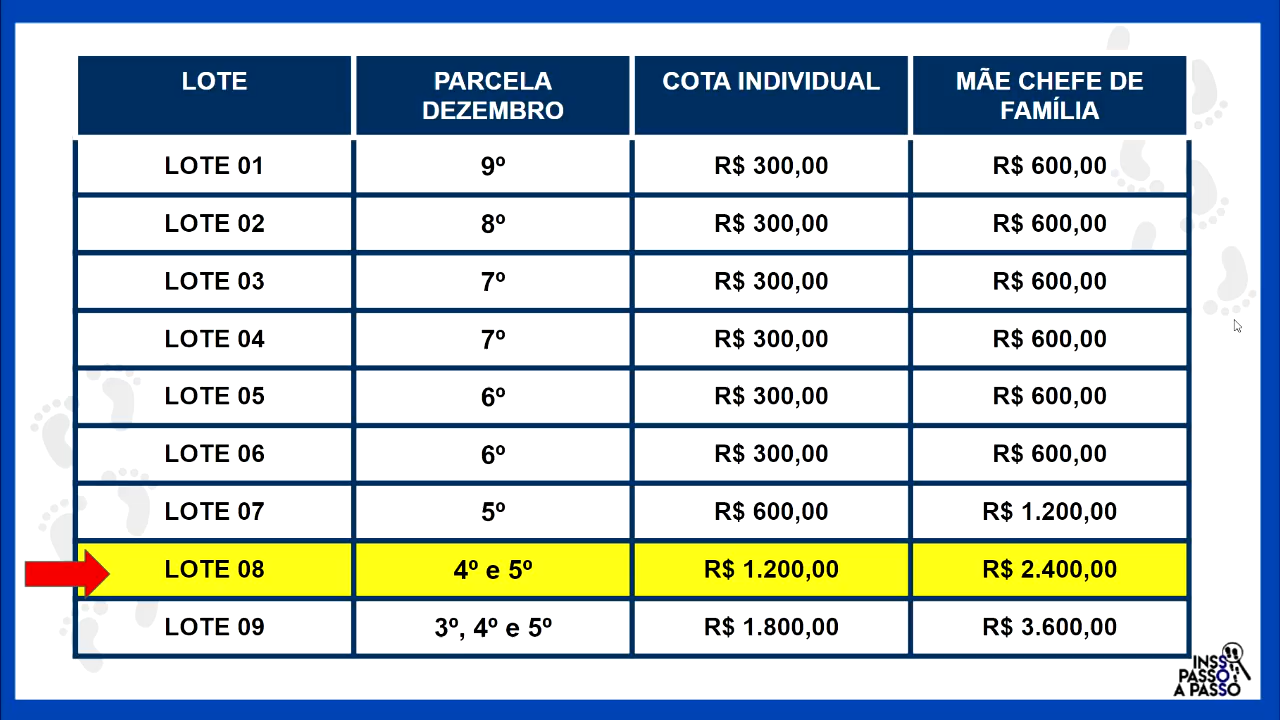 LOTE
PARCELA
DEZEMBRO
COTA INDIVIDUAL
MÃE CHEFE DE
FAMÍLIA
LOTE 01 9º R$ 300,00 R$ 600,00
LOTE 02 8º R$ 300,00 R$ 600,00
LOTE 03 7º R$ 300,00 R$ 600,00
LOTE 04 7º R$ 300,00 R$ 600,00
LOTE 05 6º R$ 300,00 R$ 600,00
LOTE 06 6º R$ 300,00 R$ 600,00
LOTE 07 5º R$ 600,00 R$ 1.200,00
LOTE 08 4º e 5º R$ 1.200,00 R$ 2.400,00
LOTE 09 3º, 4º e 5º R$ 1.800,00 R$ 3.600,00
INSS
PASSO
A PASSO